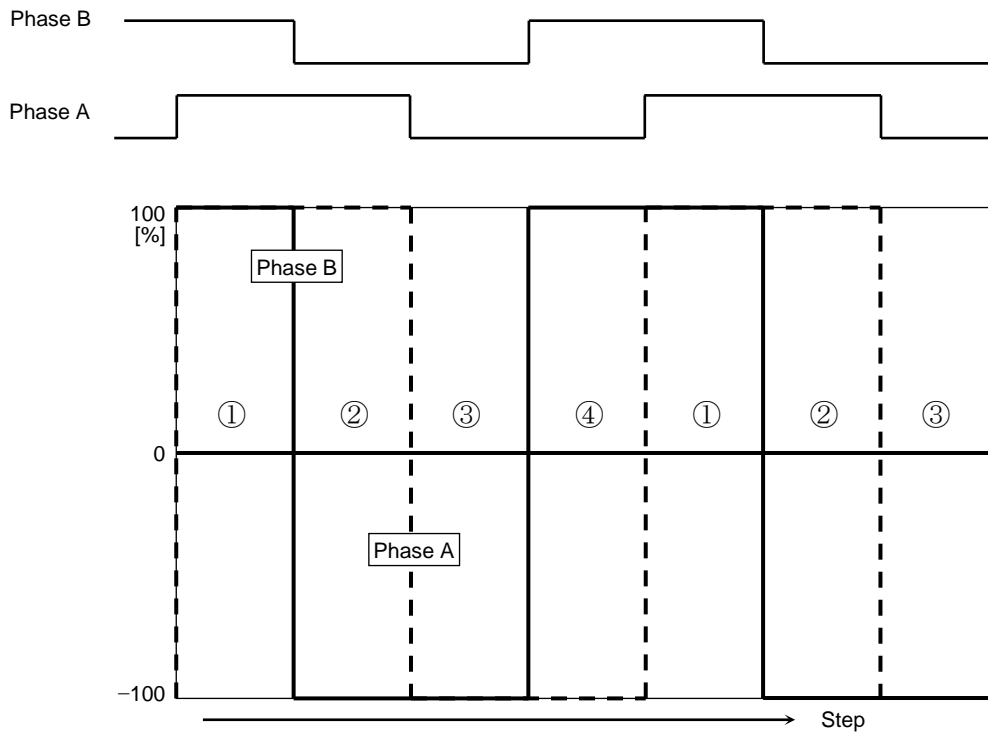 Phase B
Phase A
100
[%]
Phase B
① ② ③ ④ ① ② ③
0
Phase A
−100
Step